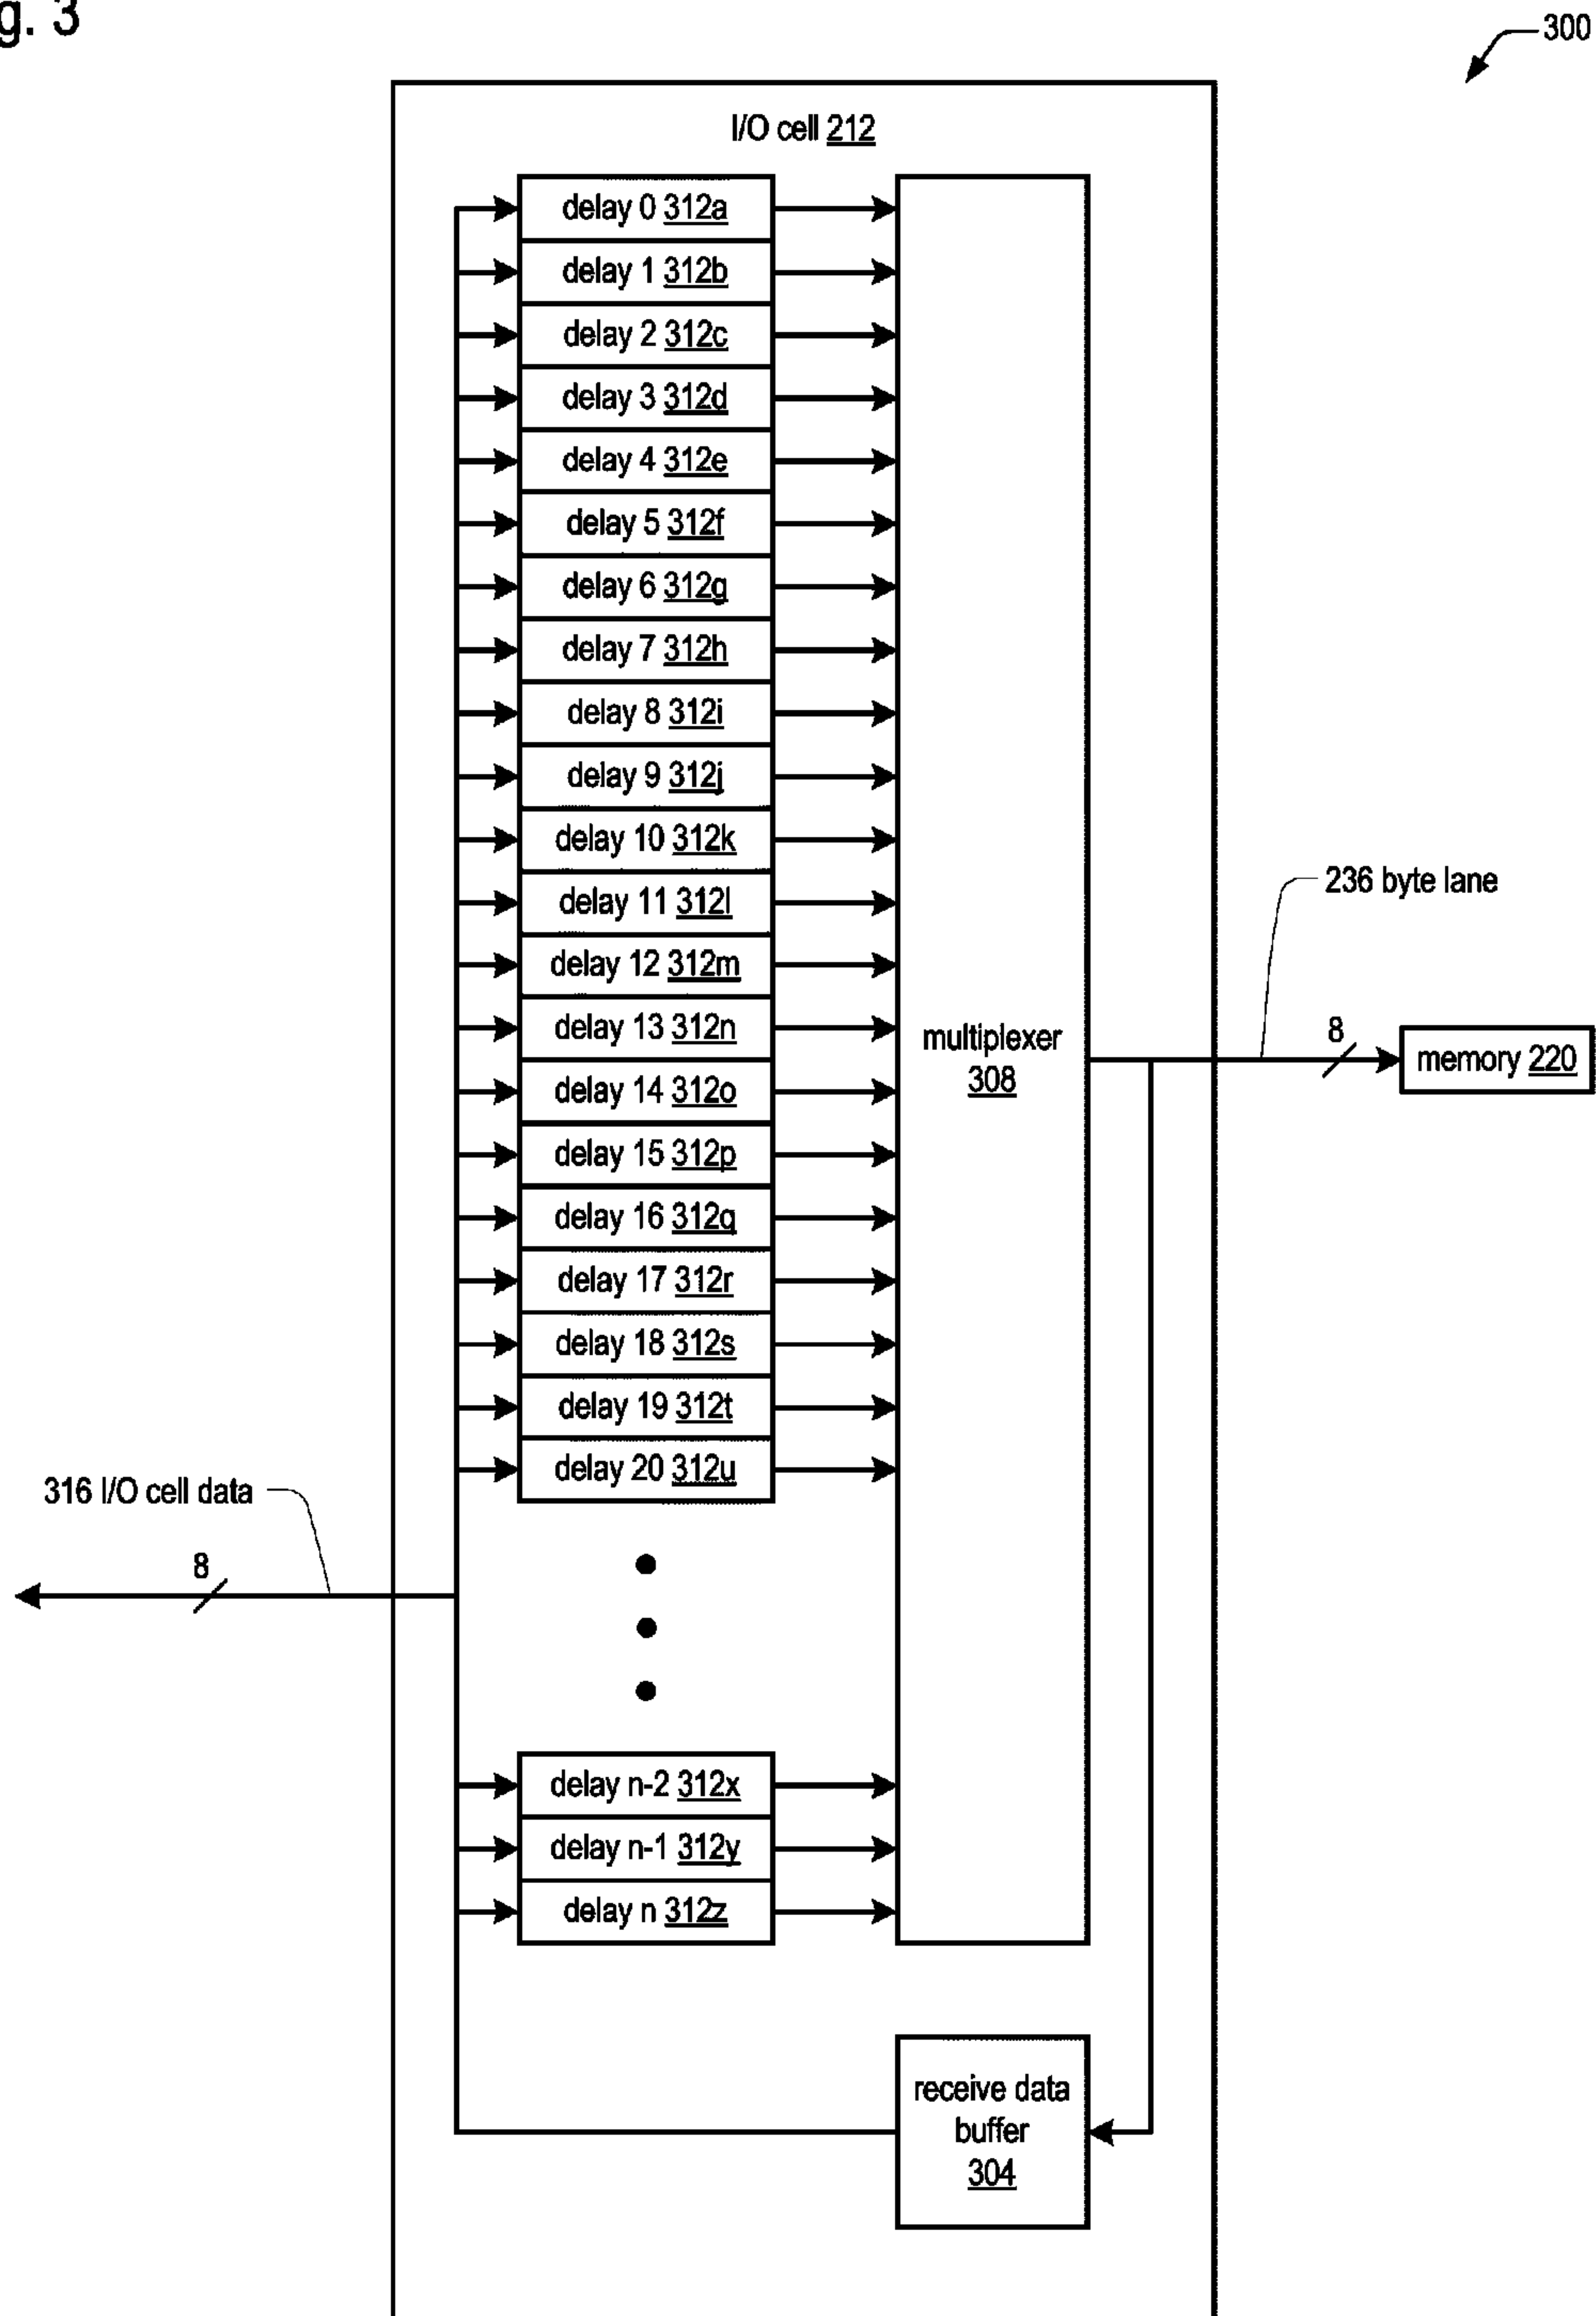 g. 3
300
I/O cell 212
delay 0 312a
delay 1 312b
delay 2 312c
delay 3 312d
delay 4 312e
delay 5 312f
delay 6 312g
delay 7 312h
delay 8 312i
delay 9 312j
delay 10 312k
delay 11 312l
delay 12 312m
delay 13 312n
delay 14 312o
delay 15 312p
delay 16 312q
delay 17 312r
delay 18 312s
delay 19 312t
delay 20 312u
delay n-2 312x
delay n-1 312y
delay n 312z
multiplexer
308
236 byte lane
8
memory 220
316 I/O cell data
8
receive data
buffer
304